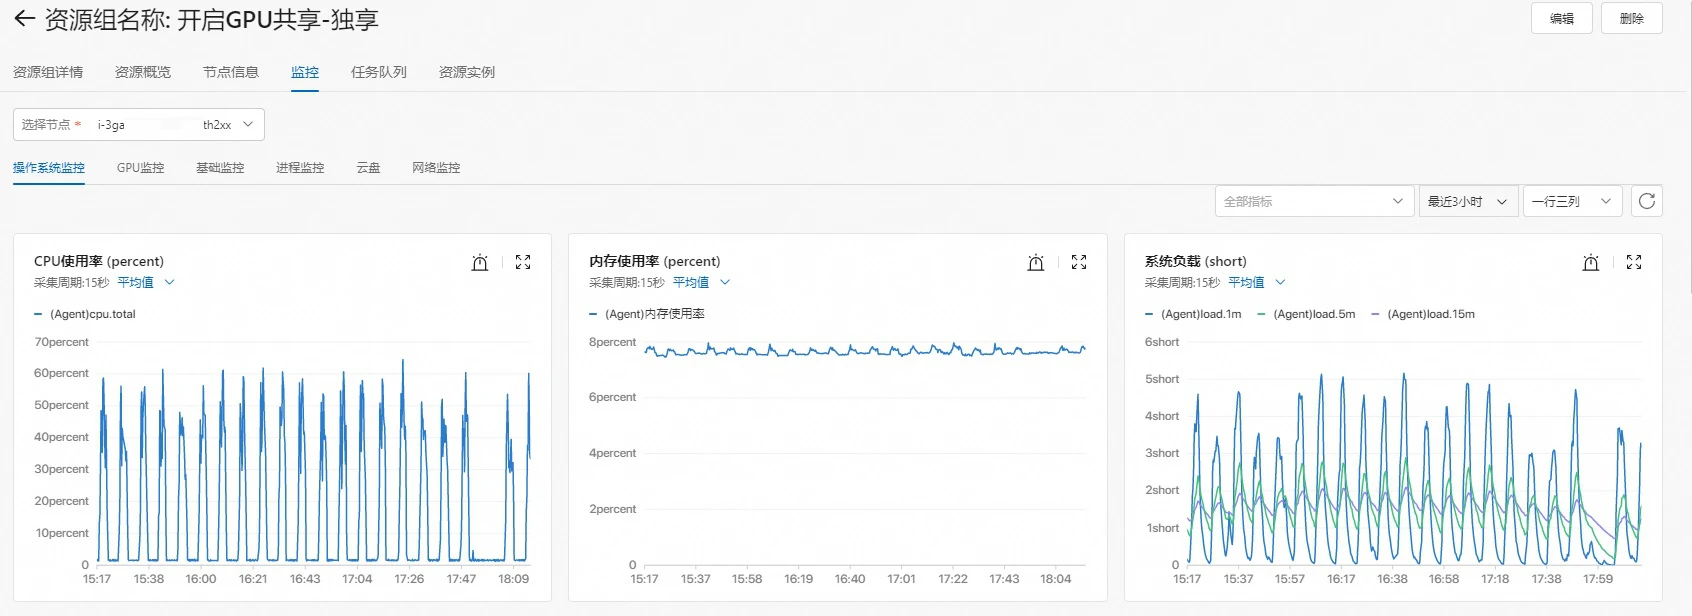 资源组名称: 开启GPU共享-独享
编辑 删除
资源组详情 资源概览 节点信息 监控 任务队列 资源实例
选择节点 * i-3ga th2xx
操作系统监控 GPU监控 基础监控 进程监控 云盘 网络监控
全部指标 最近3小时 一行三列
CPU使用率 (percent)
采集周期:15秒 平均值
(Agent)cpu.total
70percent
60percent
50percent
40percent
30percent
20percent
10percent
0
15:17 15:38 16:00 16:21 16:43 17:04 17:26 17:47 18:09
内存使用率 (percent)
采集周期:15秒 平均值
(Agent)内存使用率
8percent
6percent
4percent
2percent
0
15:17 15:37 15:58 16:19 16:40 17:01 17:22 17:43 18:04
系统负载 (short)
采集周期:15秒 平均值
(Agent)load.1m (Agent)load.5m (Agent)load.15m
6short
5short
4short
3short
2short
1short
0
15:17 15:37 15:57 16:17 16:38 16:58 17:18 17:38 17:59